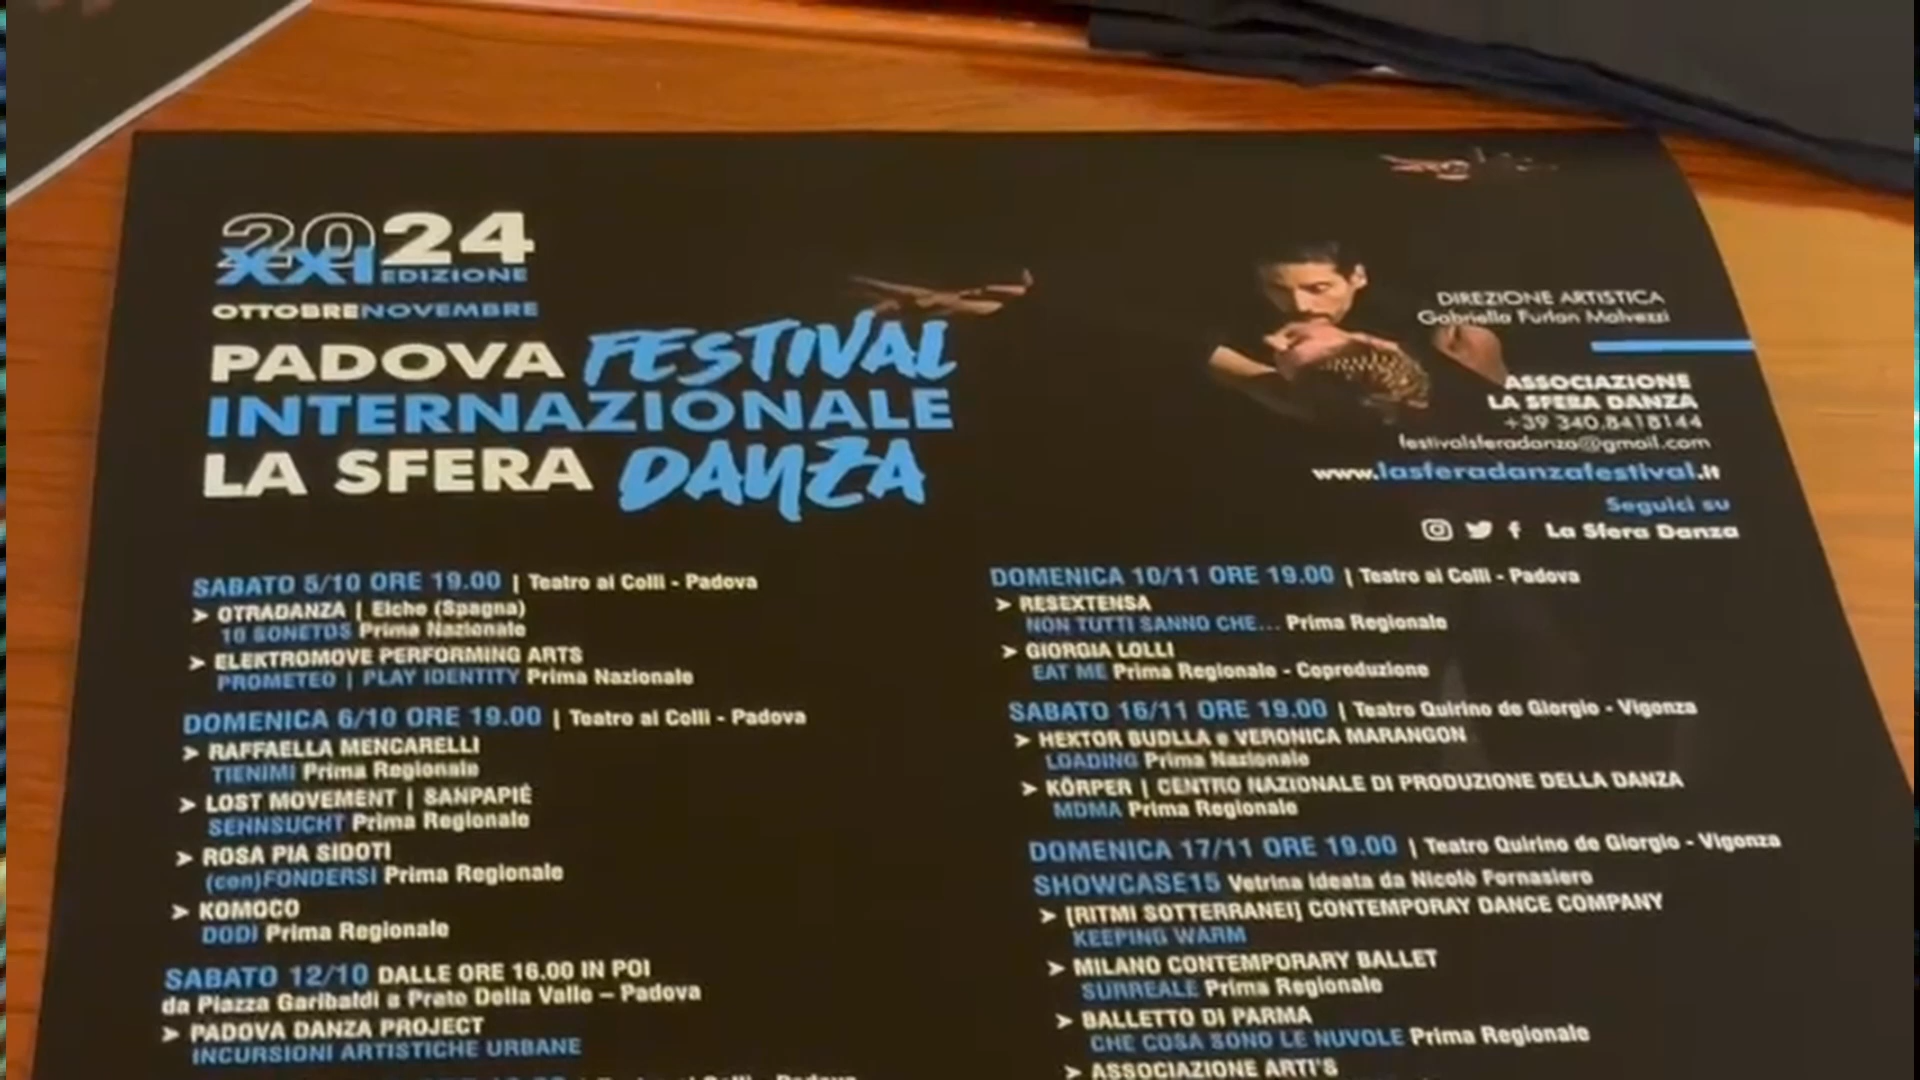 2024
XXI EDIZIONE
OTTOBRENOVEMBRE
PADOVA FESTIVAL
INTERNAZIONALE
LA SFERA DANZA
DIREZIONE ARTISTICA
Gabriella Furlan Malvezzi
ASSOCIAZIONE
LA SFERA DANZA
+39 340.8418144
festivalsferadanza@gmail.com
www.lasferadanzafestival.it
Seguici su
La Sfera Danza
SABATO 5/10 ORE 19.00 | Teatro ai Colli - Padova
➤ OTRADANZA | Elche (Spagna)
10 SONETOS Prima Nazionale
➤ ELEKTROMOVE PERFORMING ARTS
PROMETEO | PLAY IDENTITY Prima Nazionale
DOMENICA 6/10 ORE 19.00 | Teatro ai Colli - Padova
➤ RAFFAELLA MENCARELLI
TIENIMI Prima Regionale
➤ LOST MOVEMENT | SANPAPIÉ
SEHNSUCHT Prima Regionale
➤ ROSA PIA SIDOTI
(con)FONDERSI Prima Regionale
➤ KOMOCO
DODI Prima Regionale
SABATO 12/10 DALLE ORE 16.00 IN POI
da Piazza Garibaldi a Prato Della Valle – Padova
➤ PADOVA DANZA PROJECT
INCURSIONI ARTISTICHE URBANE
DOMENICA 10/11 ORE 19.00 | Teatro ai Colli - Padova
➤ RESEXTENSA
NON TUTTI SANNO CHE... Prima Regionale
➤ GIORGIA LOLLI
EAT ME Prima Regionale - Coproduzione
SABATO 16/11 ORE 19.00 | Teatro Quirino de Giorgio - Vigonza
➤ HEKTOR BUDLLA e VERONICA MARANGON
LOADING Prima Nazionale
➤ KÖRPER | CENTRO NAZIONALE DI PRODUZIONE DELLA DANZA
MDMA Prima Regionale
DOMENICA 17/11 ORE 19.00 | Teatro Quirino de Giorgio - Vigonza
SHOWCASE15 Vetrina ideata da Nicolò Fornasiero
➤ [RITMI SOTTERRANEI] CONTEMPORAY DANCE COMPANY
KEEPING WARM
➤ MILANO CONTEMPORARY BALLET
SURREALE Prima Regionale
➤ BALLETTO DI PARMA
CHE COSA SONO LE NUVOLE Prima Regionale
➤ ASSOCIAZIONE ARTI'S